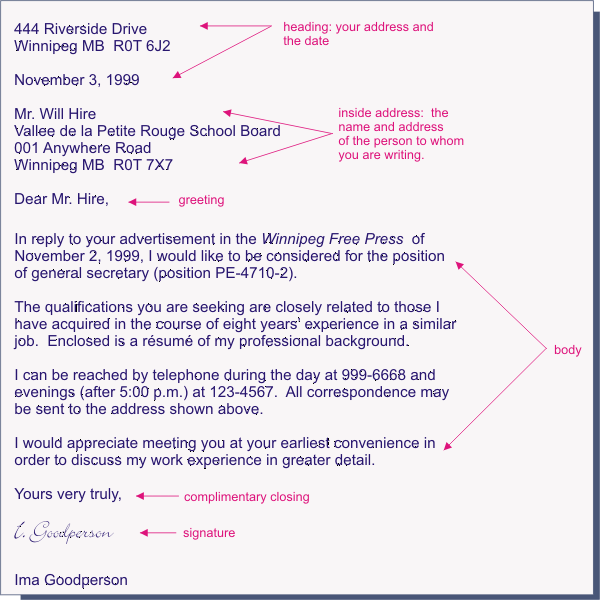 444 Riverside Drive
Winnipeg MB  R0T 6J2
heading: your address and
the date
November 3, 1999
Mr. Will Hire
Vallee de la Petite Rouge School Board
001 Anywhere Road
Winnipeg MB  R0T 7X7
inside address:  the
name and address
of the person to whom
you are writing.
Dear Mr. Hire,
greeting
In reply to your advertisement in the Winnipeg Free Press  of
November 2, 1999, I would like to be considered for the position
of general secretary (position PE-4710-2).
The qualifications you are seeking are closely related to those I
have acquired in the course of eight years' experience in a similar
job.  Enclosed is a résumé of my professional background.
I can be reached by telephone during the day at 999-6668 and
evenings (after 5:00 p.m.) at 123-4567.  All correspondence may
be sent to the address shown above.
I would appreciate meeting you at your earliest convenience in
order to discuss my work experience in greater detail.
body
Yours very truly,
complimentary closing
I. Goodperson
signature
Ima Goodperson